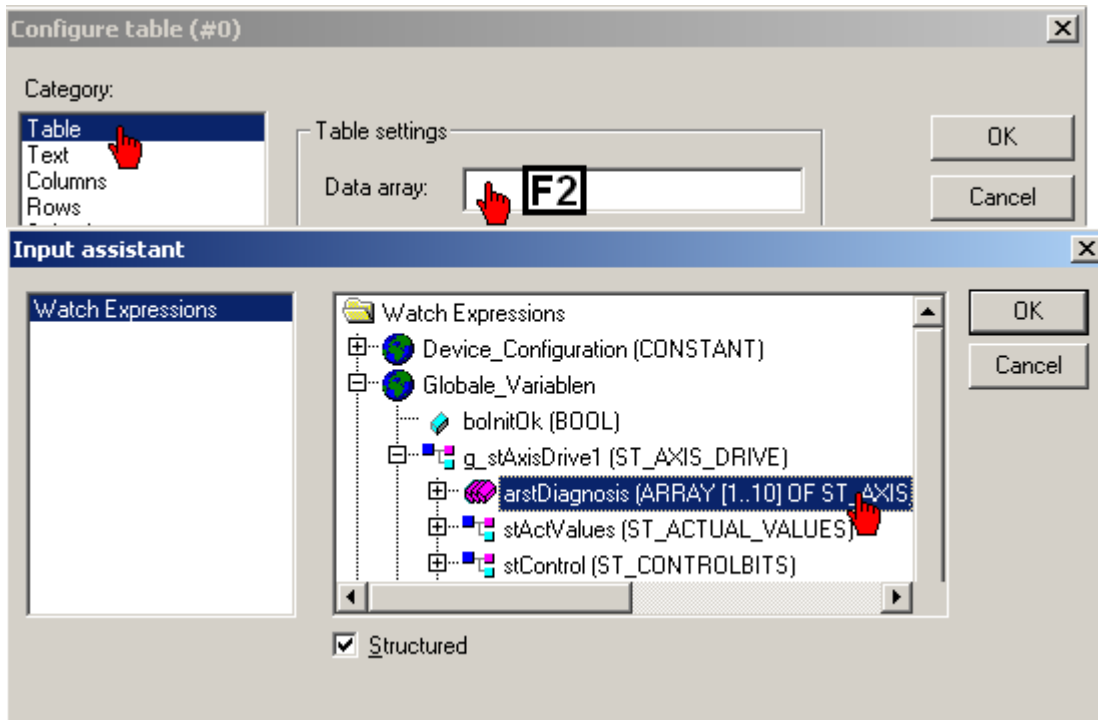 Configure table (#0)
Category:
Table
Text
Columns
Rows
Table settings
Data array:
F2
OK
Cancel
Input assistant
Watch Expressions
Watch Expressions
Device_Configuration (CONSTANT)
Globale_Variablen
boInitOk (BOOL)
g_stAxisDrive1 (ST_AXIS_DRIVE)
arstDiagnosis (ARRAY [1..10] OF ST_AXIS
stActValues (ST_ACTUAL_VALUES)
stControl (ST_CONTROLBITS)
Structured
OK
Cancel